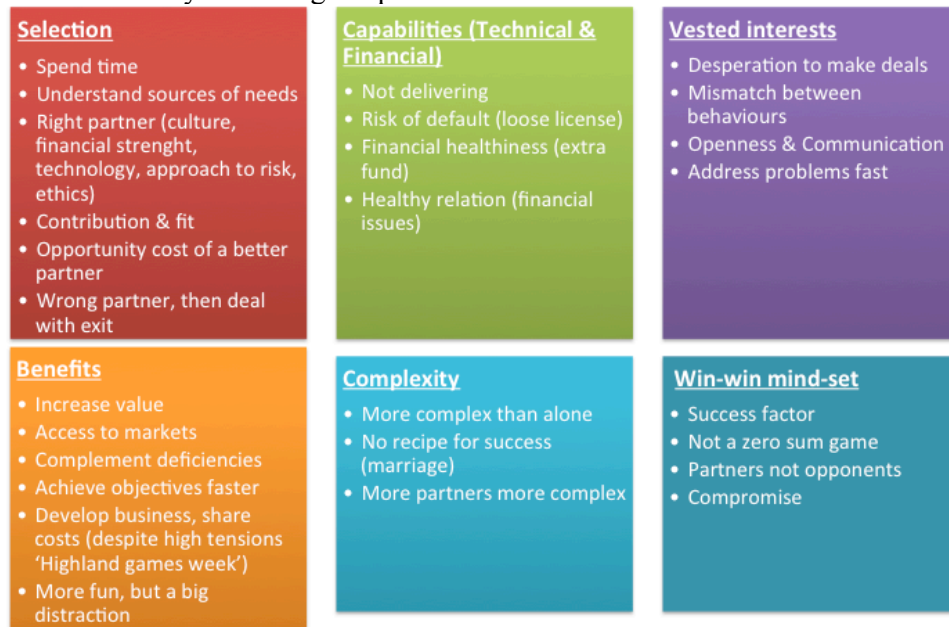 Selection
• Spend time
• Understand sources of needs
• Right partner (culture,
financial strenght,
technology, approach to risk,
ethics)
• Contribution & fit
• Opportunity cost of a better
partner
• Wrong partner, then deal
with exit
Capabilities (Technical &
Financial)
• Not delivering
• Risk of default (loose license)
• Financial healthiness (extra
fund)
• Healthy relation (financial
issues)
Vested interests
• Desperation to make deals
• Mismatch between
behaviours
• Openness & Communication
• Address problems fast
Benefits
• Increase value
• Access to markets
• Complement deficiencies
• Achieve objectives faster
• Develop business, share
costs (despite high tensions
‘Highland games week’)
• More fun, but a big
distraction
Complexity
• More complex than alone
• No recipe for success
(marriage)
• More partners more complex
Win-win mind-set
• Success factor
• Not a zero sum game
• Partners not opponents
• Compromise